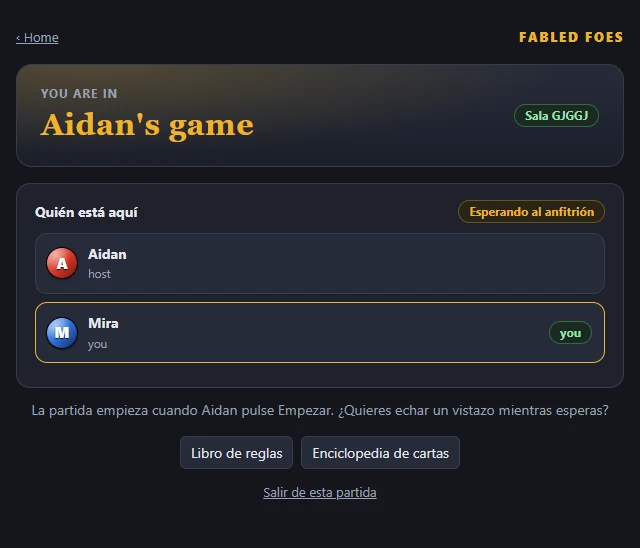 ‹ Home
FABLED FOES
YOU ARE IN
Aidan's game
Sala GJGGJ
Quién está aquí
Esperando al anfitrión
A
Aidan
host
M
Mira
you
you
La partida empieza cuando Aidan pulse Empezar. ¿Quieres echar un vistazo mientras esperas?
Libro de reglas
Enciclopedia de cartas
Salir de esta partida